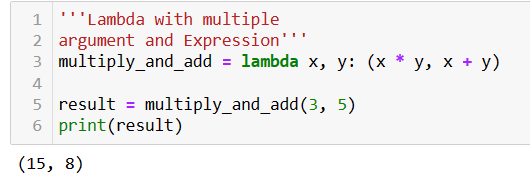 1 '''Lambda with multiple
2 argument and Expression'''
3 multiply_and_add = lambda x, y: (x * y, x + y)
4
5 result = multiply_and_add(3, 5)
6 print(result)
(15, 8)